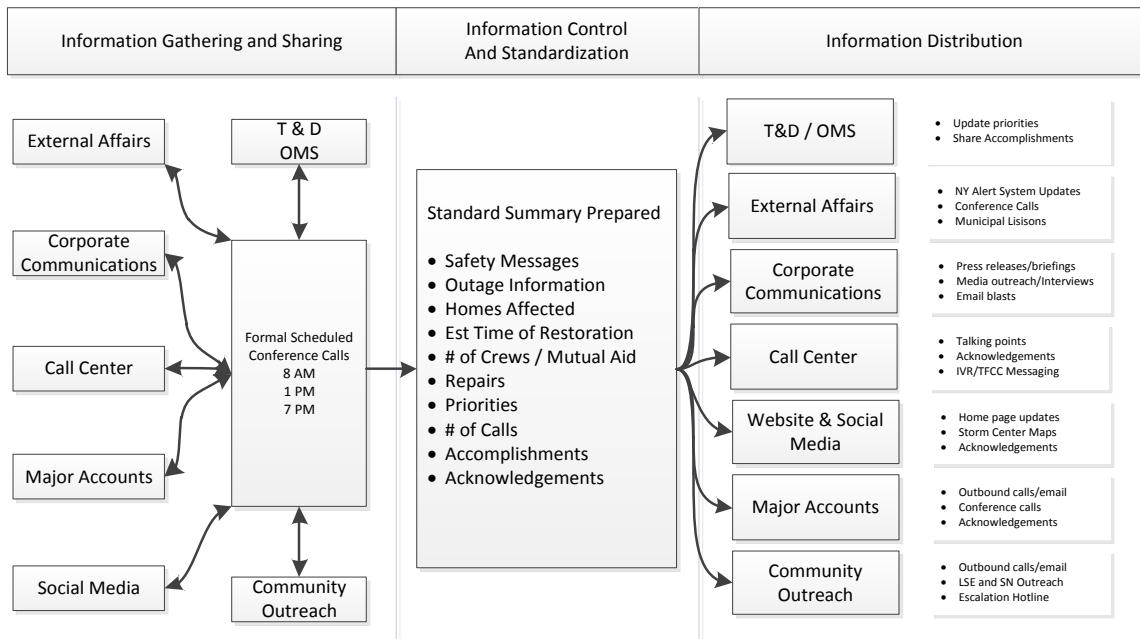 Information Gathering and Sharing
Information Control
And Standardization
Information Distribution
External Affairs
T & D
OMS
Corporate
Communications
Call Center
Major Accounts
Social Media
Formal Scheduled
Conference Calls
8 AM
1 PM
7 PM
Community
Outreach
Standard Summary Prepared
• Safety Messages
• Outage Information
• Homes Affected
• Est Time of Restoration
• # of Crews / Mutual Aid
• Repairs
• Priorities
• # of Calls
• Accomplishments
• Acknowledgements
T&D / OMS
• Update priorities
• Share Accomplishments
External Affairs
• NY Alert System Updates
• Conference Calls
• Municipal Lisisons
Corporate
Communications
• Press releases/briefings
• Media outreach/Interviews
• Email blasts
Call Center
• Talking points
• Acknowledgements
• IVR/TFCC Messaging
Website & Social
Media
• Home page updates
• Storm Center Maps
• Acknowledgements
Major Accounts
• Outbound calls/email
• Conference calls
• Acknowledgements
Community
Outreach
• Outbound calls/email
• LSE and SN Outreach
• Escalation Hotline